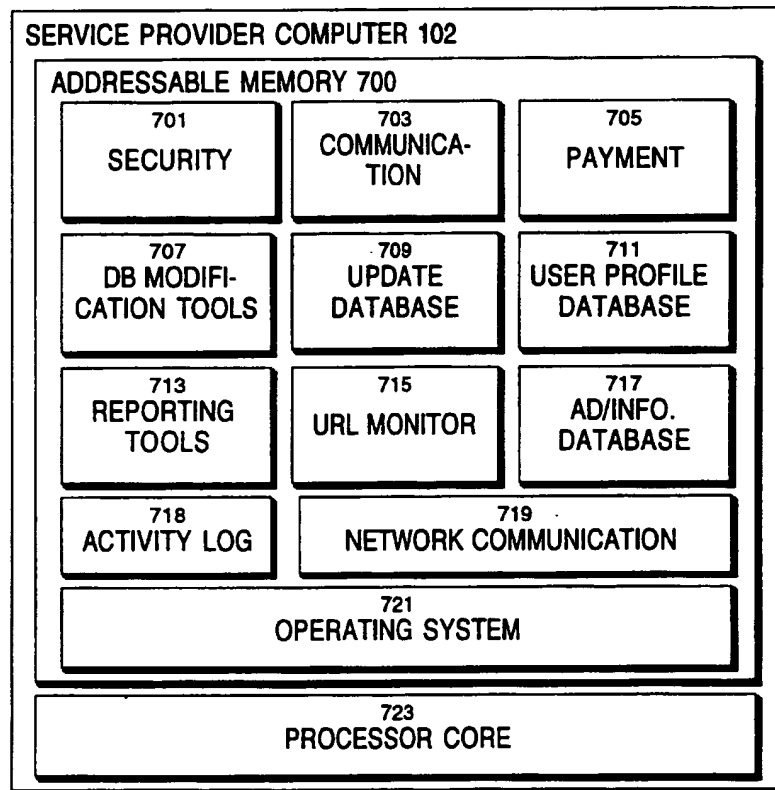 SERVICE PROVIDER COMPUTER 102
ADDRESSABLE MEMORY 700
701
SECURITY
703
COMMUNICA-
TION
705
PAYMENT
707
DB MODIFI-
CATION TOOLS
709
UPDATE
DATABASE
711
USER PROFILE
DATABASE
713
REPORTING
TOOLS
715
URL MONITOR
717
AD/INFO.
DATABASE
718
ACTIVITY LOG
719
NETWORK COMMUNICATION
721
OPERATING SYSTEM
723
PROCESSOR CORE